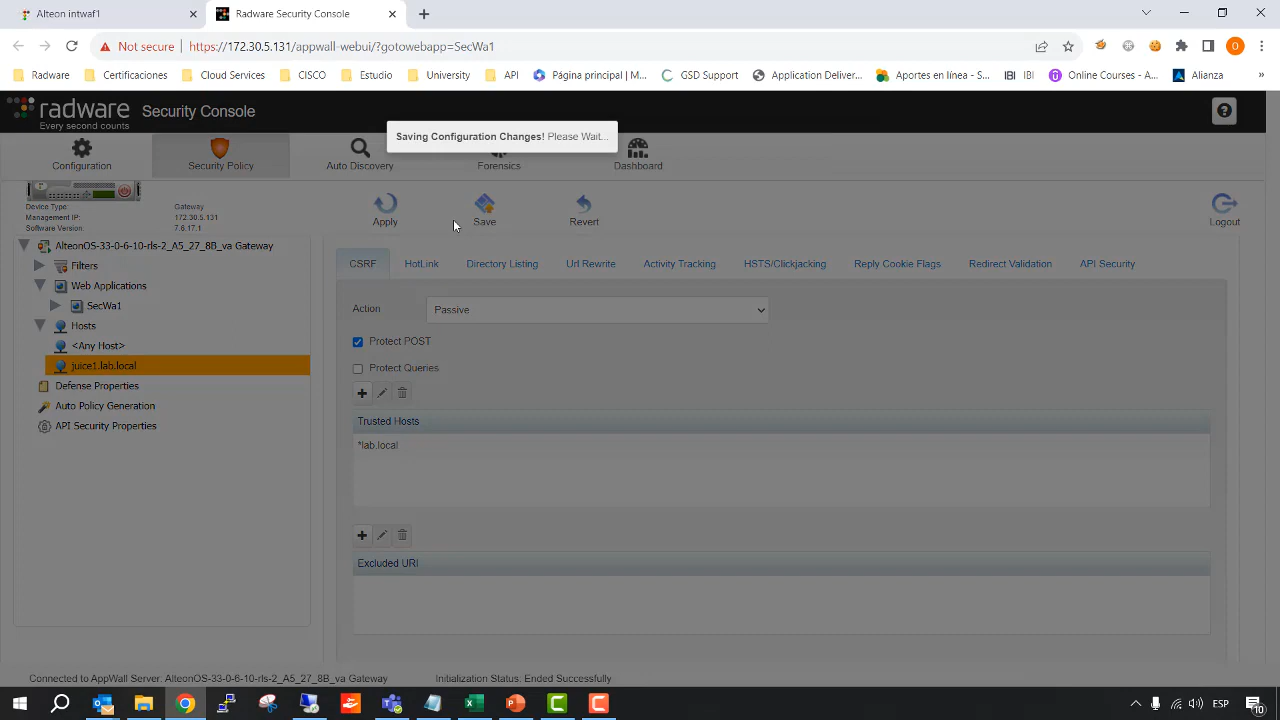 Alteon intwaf1
Radware Security Console
Not secure
https://172.30.5.131/appwall-webui/?gotowebapp=SecWa1
O
Radware
Certificaciones
Cloud Services
CISCO
Estudio
University
API
Página principal | M...
GSD Support
Application Deliver...
Aportes en línea - S...
IBI
IBI
Online Courses - A...
Alianza
»
radware
Every second counts
Security Console
Saving Configuration Changes! Please Wait...
Configuration
Security Policy
Auto Discovery
Forensics
Dashboard
Device Type: Gateway
Management IP: 172.30.5.131
Software Version: 7.6.17.1
Apply
Save
Revert
Logout
AlteonOS-33-0-6-10-rls-2_A5_27_8B_va Gateway
Filters
Web Applications
SecWa1
Hosts
<Any Host>
juice1.lab.local
Defense Properties
Auto Policy Generation
API Security Properties
CSRF
HotLink
Directory Listing
Url Rewrite
Activity Tracking
HSTS/Clickjacking
Reply Cookie Flags
Redirect Validation
API Security
Action
Passive
Protect POST
Protect Queries
Trusted Hosts
*lab.local
Excluded URI
Connected to AppWall Server: AlteonOS-33-0-6-10-rls-2_A5_27_8B_va Gateway
Initialization Status: Ended Successfully
ESP